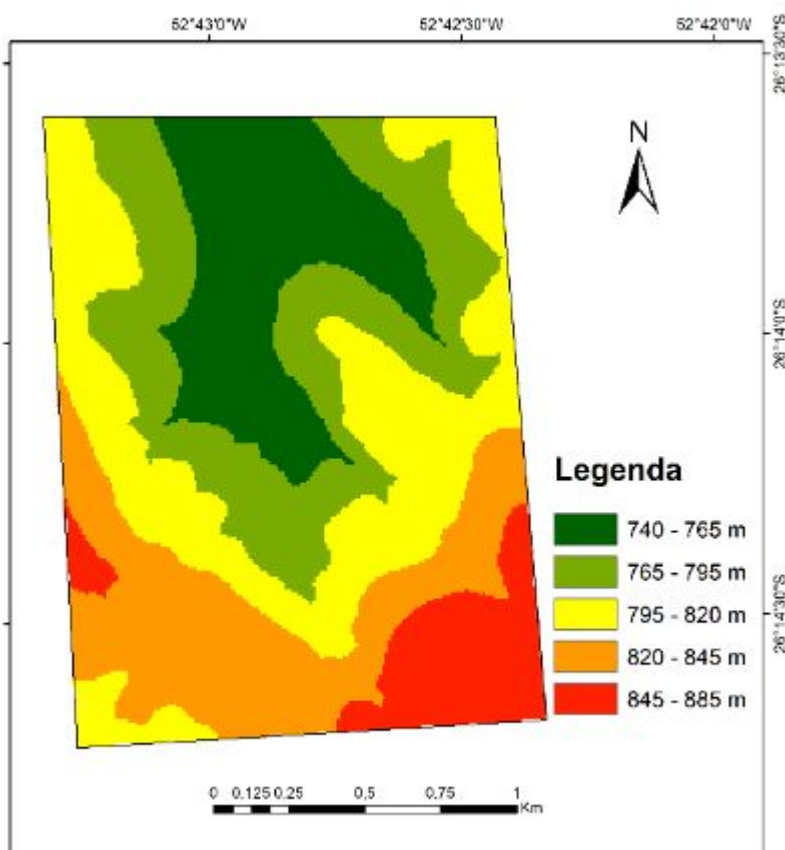 52°43'0"W 52°42'30"W 52°42'0"W
26°13'30"S
N
26°14'0"S
Legenda
740 - 765 m
765 - 795 m
795 - 820 m
820 - 845 m
845 - 885 m
26°14'30"S
0 0.125 0.25 0,5 0,75 1
Km